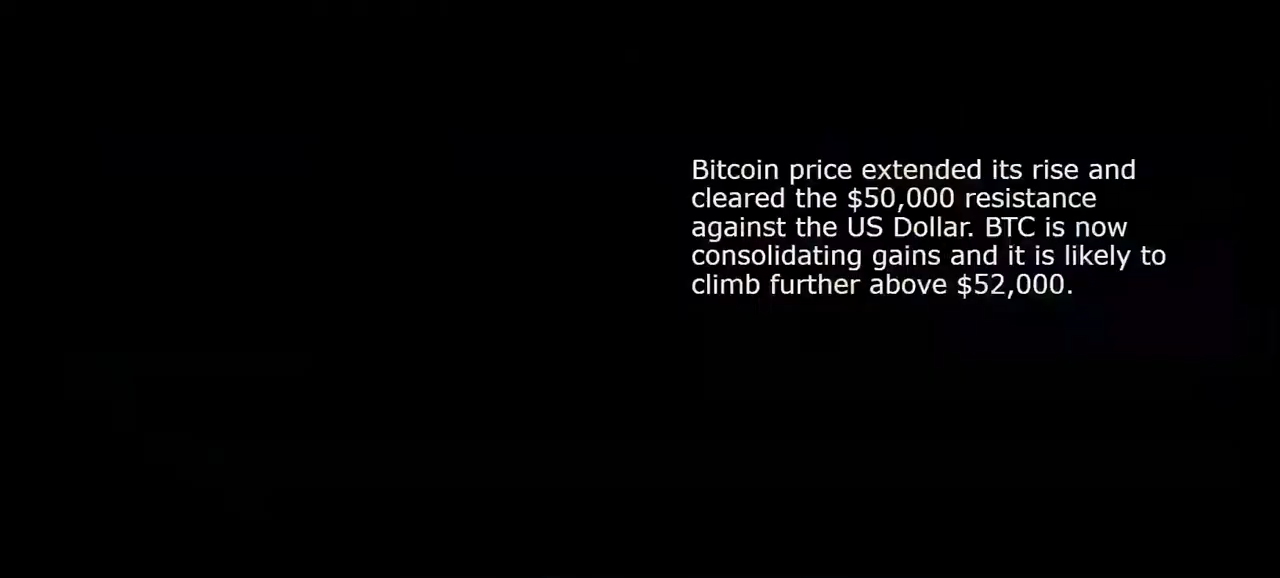 Bitcoin price extended its rise and
cleared the $50,000 resistance
against the US Dollar. BTC is now
consolidating gains and it is likely to
climb further above $52,000.